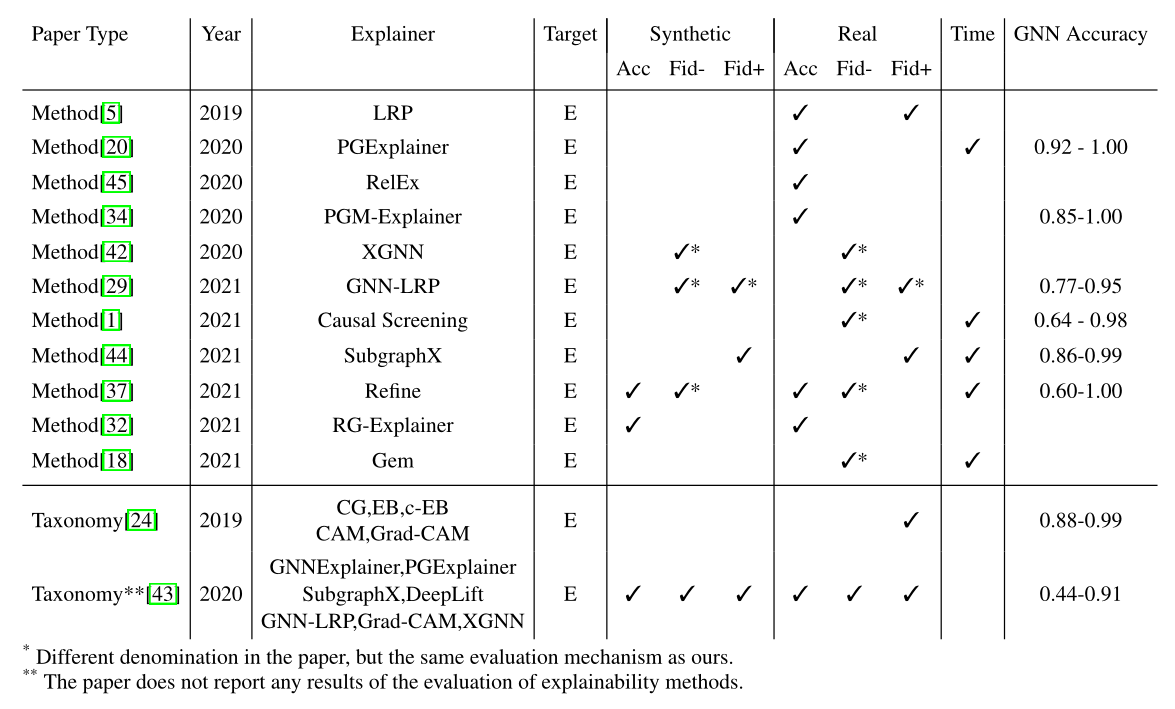 Paper Type Year Explainer Target Synthetic Real Time GNN Accuracy
Acc Fid- Fid+ Acc Fid- Fid+
Method[5] 2019 LRP E ✓ ✓
Method[20] 2020 PGExplainer E ✓ ✓ 0.92 - 1.00
Method[45] 2020 RelEx E ✓
Method[34] 2020 PGM-Explainer E ✓ 0.85-1.00
Method[42] 2020 XGNN E ✓* ✓*
Method[29] 2021 GNN-LRP E ✓* ✓* ✓* ✓* 0.77-0.95
Method[1] 2021 Causal Screening E ✓* ✓ 0.64 - 0.98
Method[44] 2021 SubgraphX E ✓ ✓ ✓ 0.86-0.99
Method[37] 2021 Refine E ✓ ✓* ✓ ✓* ✓ 0.60-1.00
Method[32] 2021 RG-Explainer E ✓ ✓
Method[18] 2021 Gem E ✓* ✓
CG,EB,c-EB
Taxonomy[24] 2019 E ✓ 0.88-0.99
CAM,Grad-CAM
GNNExplainer,PGExplainer
Taxonomy**[43] 2020 SubgraphX,DeepLift E ✓ ✓ ✓ ✓ ✓ ✓ 0.44-0.91
GNN-LRP,Grad-CAM,XGNN
* Different denomination in the paper, but the same evaluation mechanism as ours.
** The paper does not report any results of the evaluation of explainability methods.